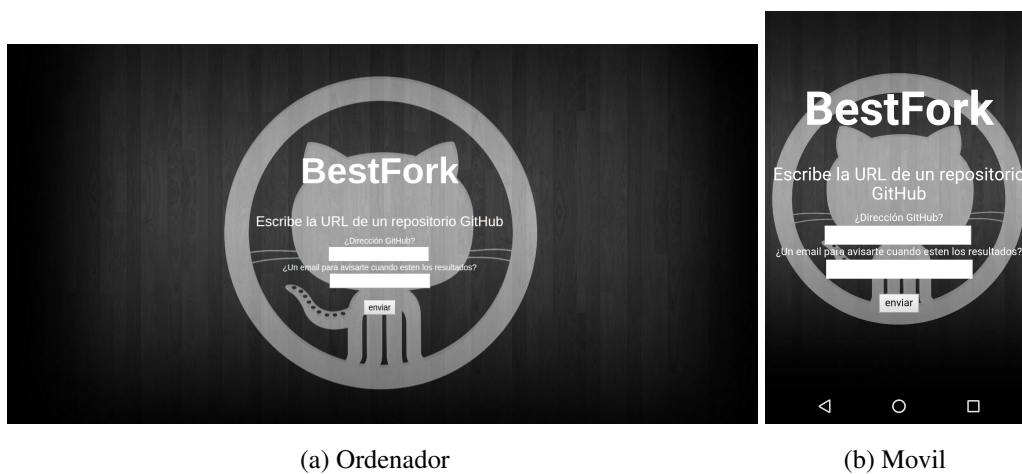 BestFork
Escribe la URL de un repositorio GitHub
¿Dirección GitHub?
¿Un email para avisarte cuando esten los resultados?
enviar
(a) Ordenador
BestFork
Escribe la URL de un repositorio
GitHub
¿Dirección GitHub?
¿Un email para avisarte cuando esten los resultados?
enviar
(b) Movil